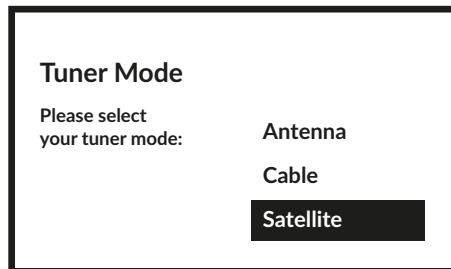 Tuner Mode
Please select
your tuner mode:
Antenna
Cable
Satellite